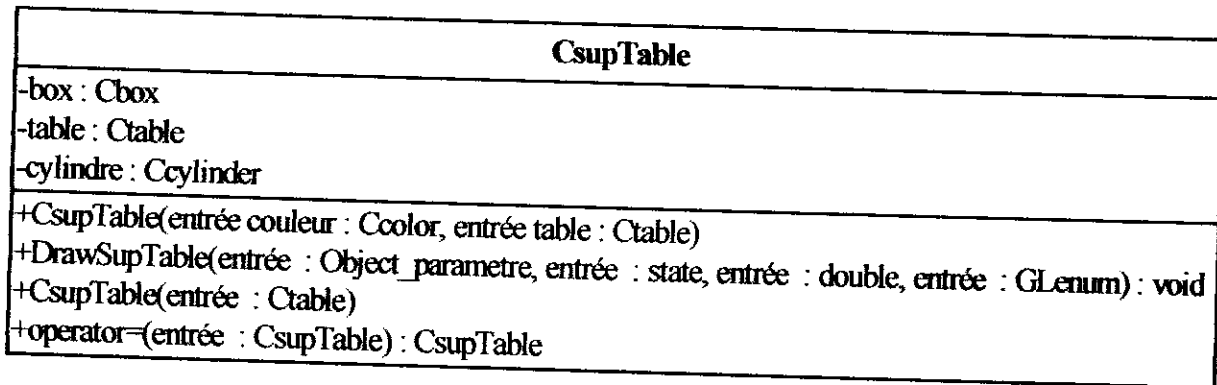 CsupTable
-box : Cbox
-table : Ctable
-cylindre : Ccylinder
+CsupTable(entrée couleur : Ccolor, entrée table : Ctable)
+DrawSupTable(entrée : Object_parametre, entrée : state, entrée : double, entrée : GLenum) : void
+CsupTable(entrée : Ctable)
+operator=(entrée : CsupTable) : CsupTable